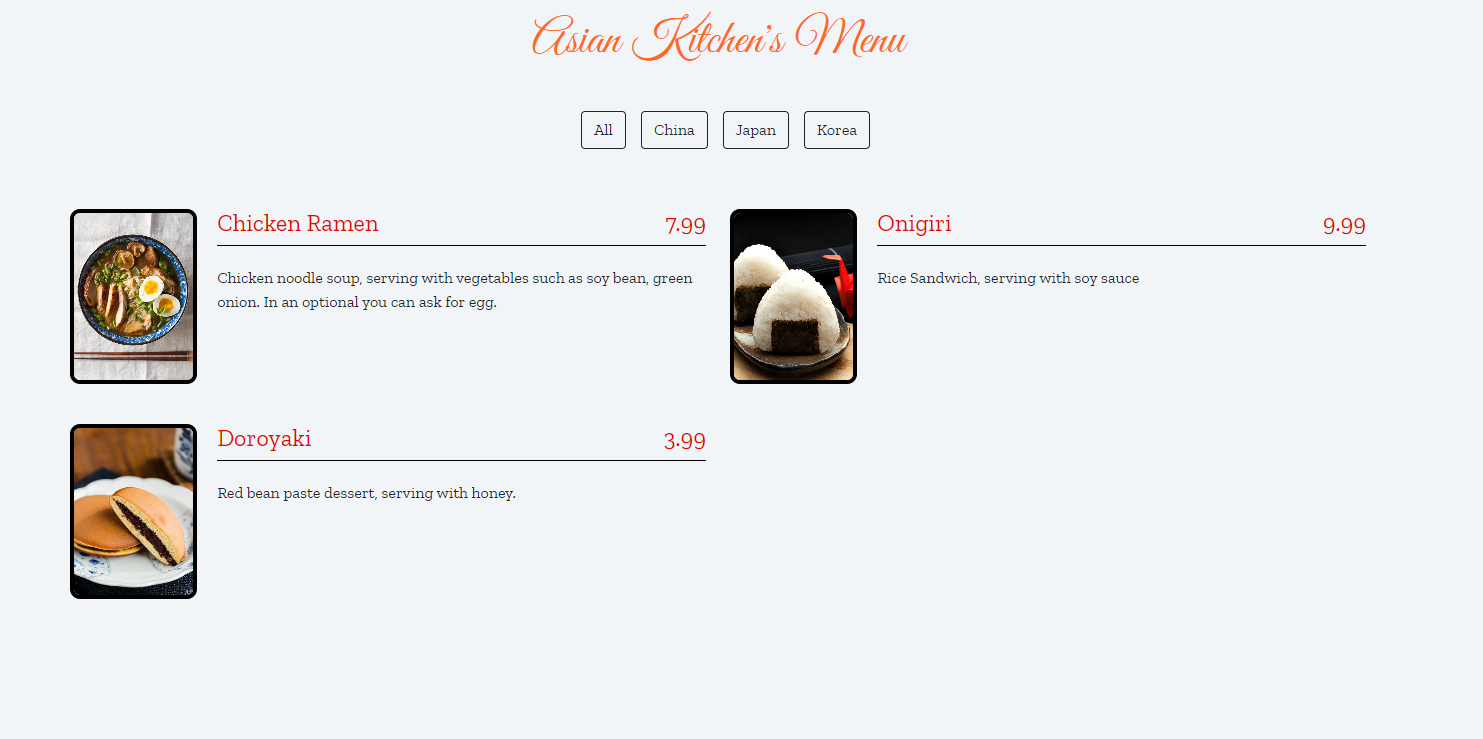 Asian Kitchen's Menu
All China Japan Korea
Chicken Ramen 7.99
Chicken noodle soup, serving with vegetables such as soy bean, green
onion. In an optional you can ask for egg.
Onigiri 9.99
Rice Sandwich, serving with soy sauce
Doroyaki 3.99
Red bean paste dessert, serving with honey.